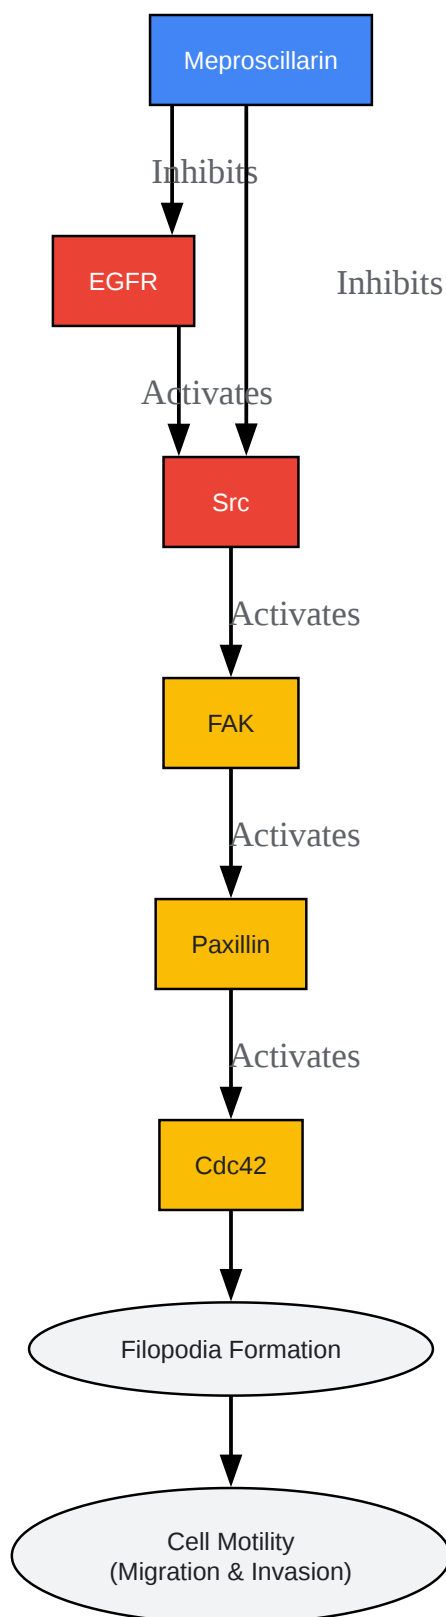 Meproscillarin
Inhibits
EGFR
Inhibits
Activates
Src
Activates
FAK
Activates
Paxillin
Activates
Cdc42
Filopodia Formation
Cell Motility
(Migration & Invasion)